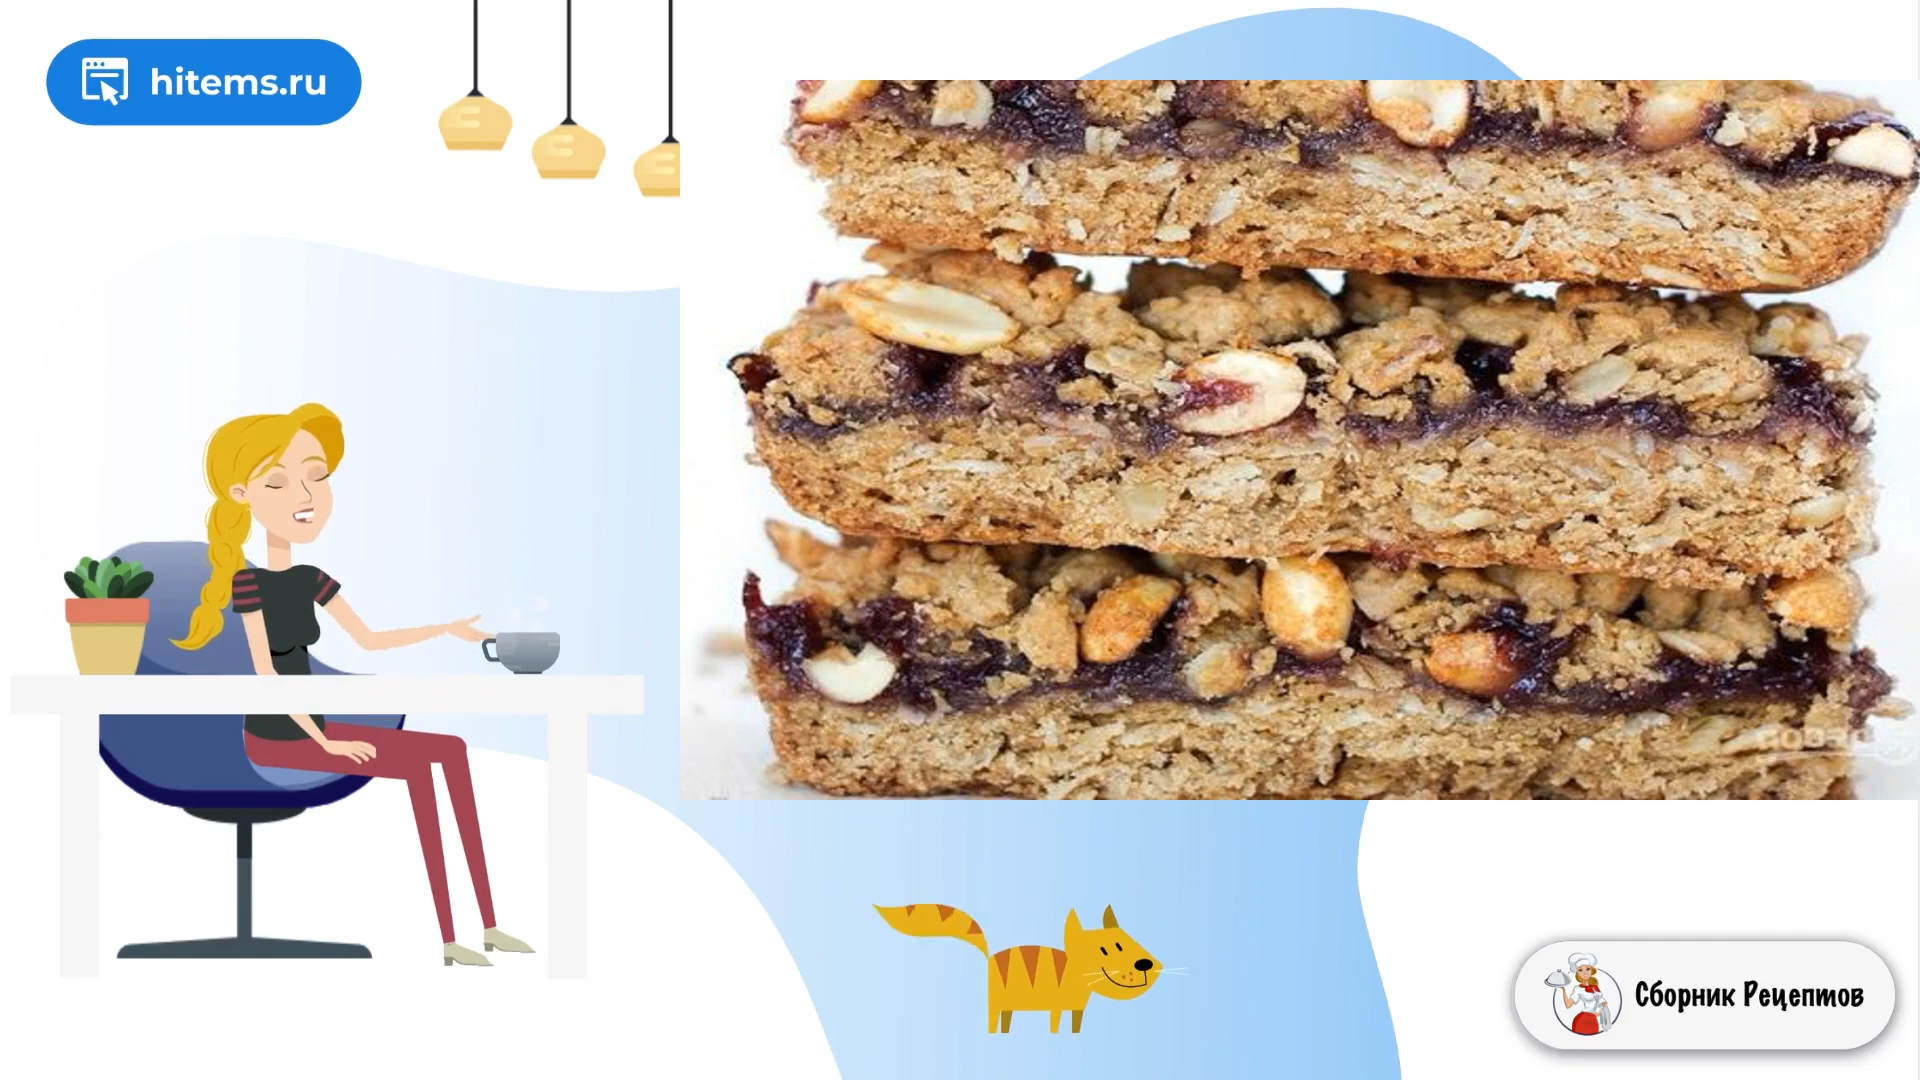 hitems.ru
Сборник Рецептов